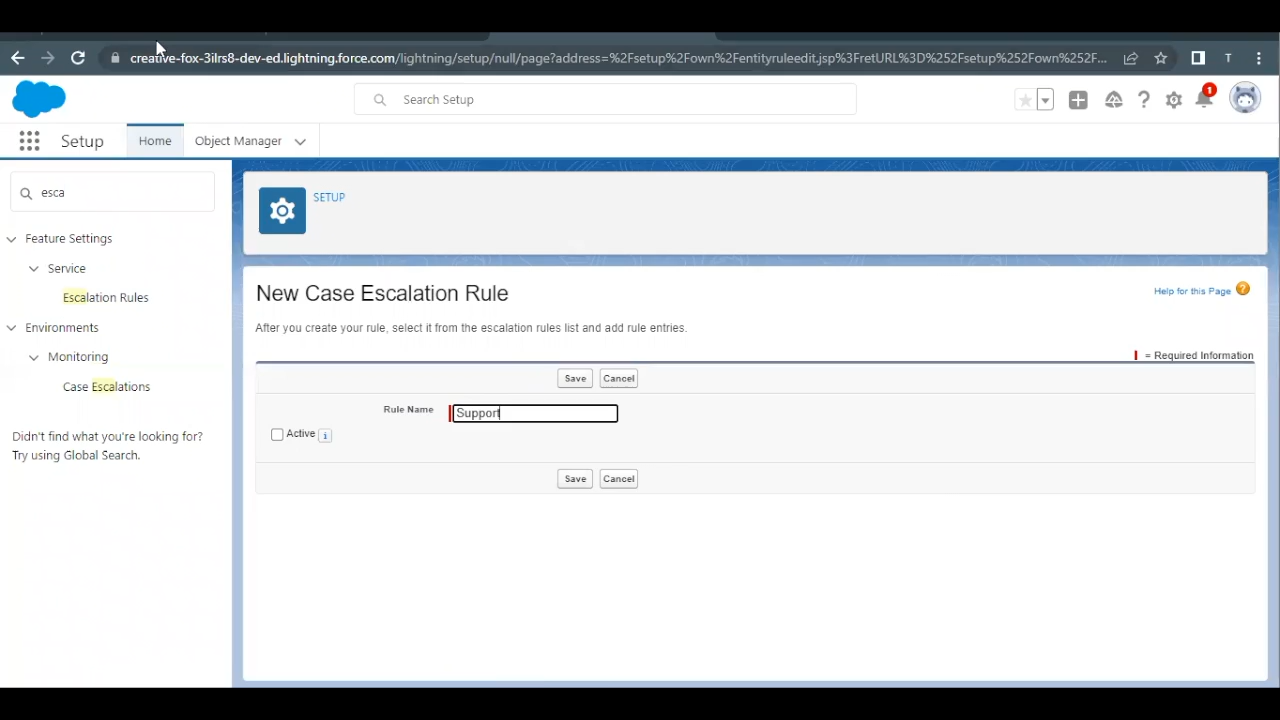 creative-fox-3ilrs8-dev-ed.lightning.force.com/lightning/setup/null/page?address=%2Fsetup%2Fown%2Fentityruleedit.jsp%3FretURL%3D%252Fsetup%252Fown%252F...
T
Search Setup
1
Setup
Home
Object Manager
esca
SETUP
Feature Settings
Service
Escalation Rules
Environments
Monitoring
Case Escalations
Didn't find what you're looking for?
Try using Global Search.
New Case Escalation Rule
Help for this Page
After you create your rule, select it from the escalation rules list and add rule entries.
= Required Information
Save Cancel
Rule Name Support
Active i
Save Cancel